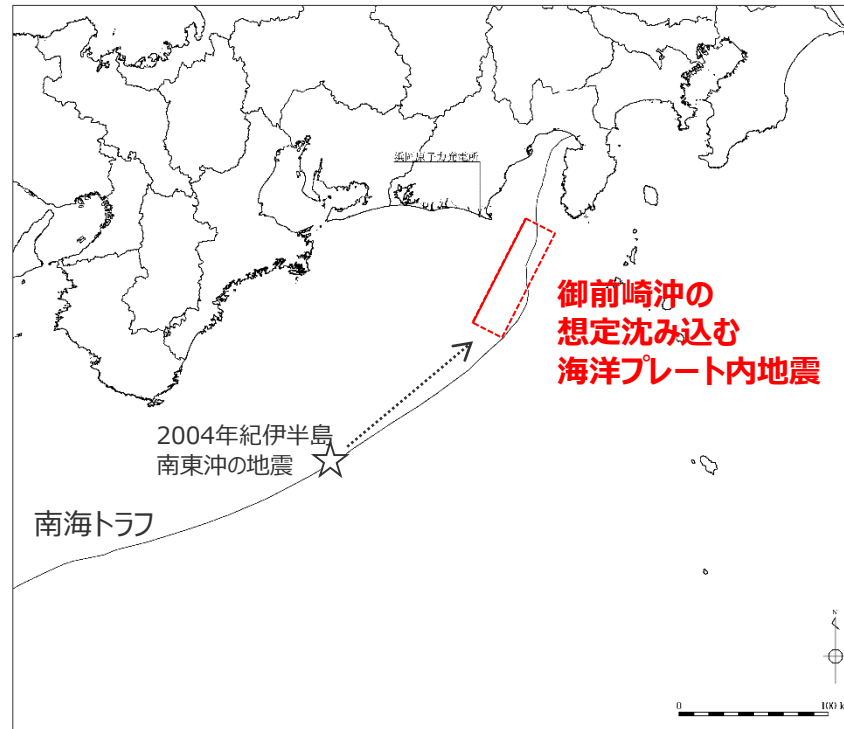 浜岡原子力発電所
御前崎沖の
想定沈み込む
海洋プレート内地震
2004年紀伊半島
南東沖の地震
南海トラフ
N
0
100 k